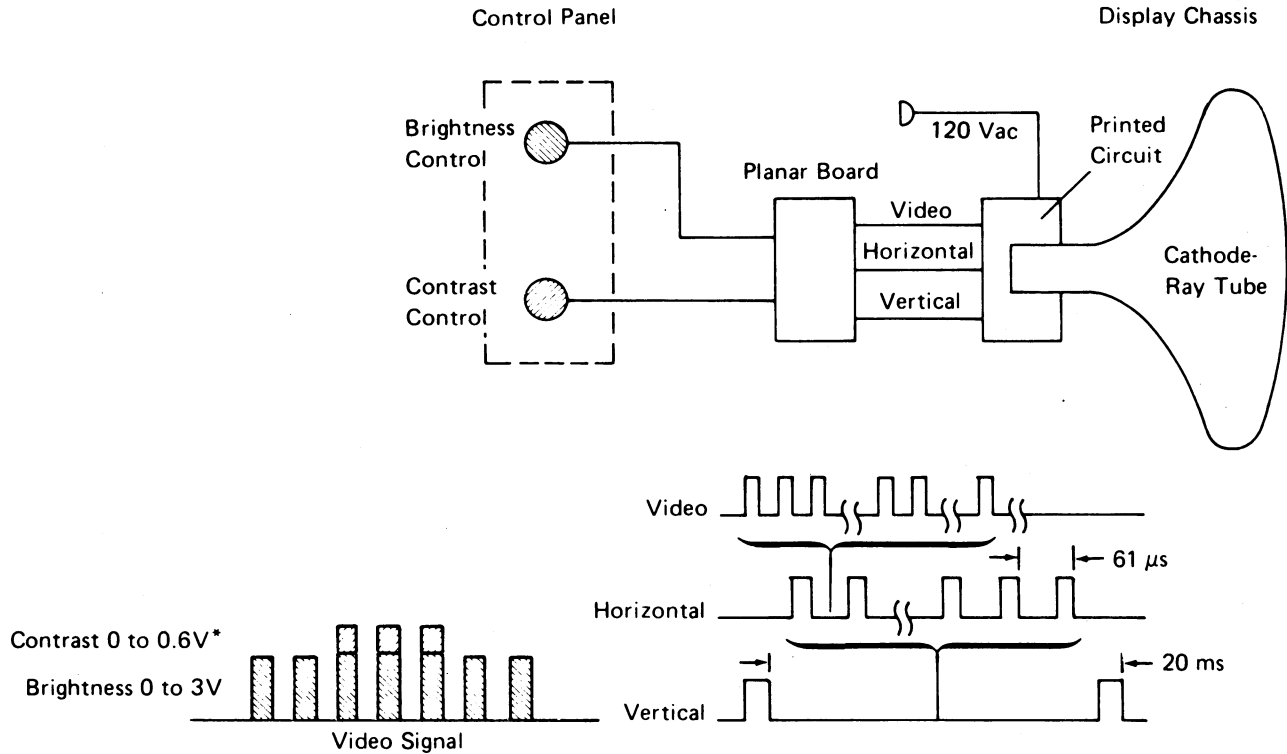 Control Panel
Display Chassis
Brightness
Control
120 Vac
Printed
Circuit
Planar Board
Video
Horizontal
Vertical
Contrast
Control
Cathode-
Ray Tube
Video
61 μs
Horizontal
Contrast 0 to 0.6V*
Brightness 0 to 3V
20 ms
Vertical
Video Signal